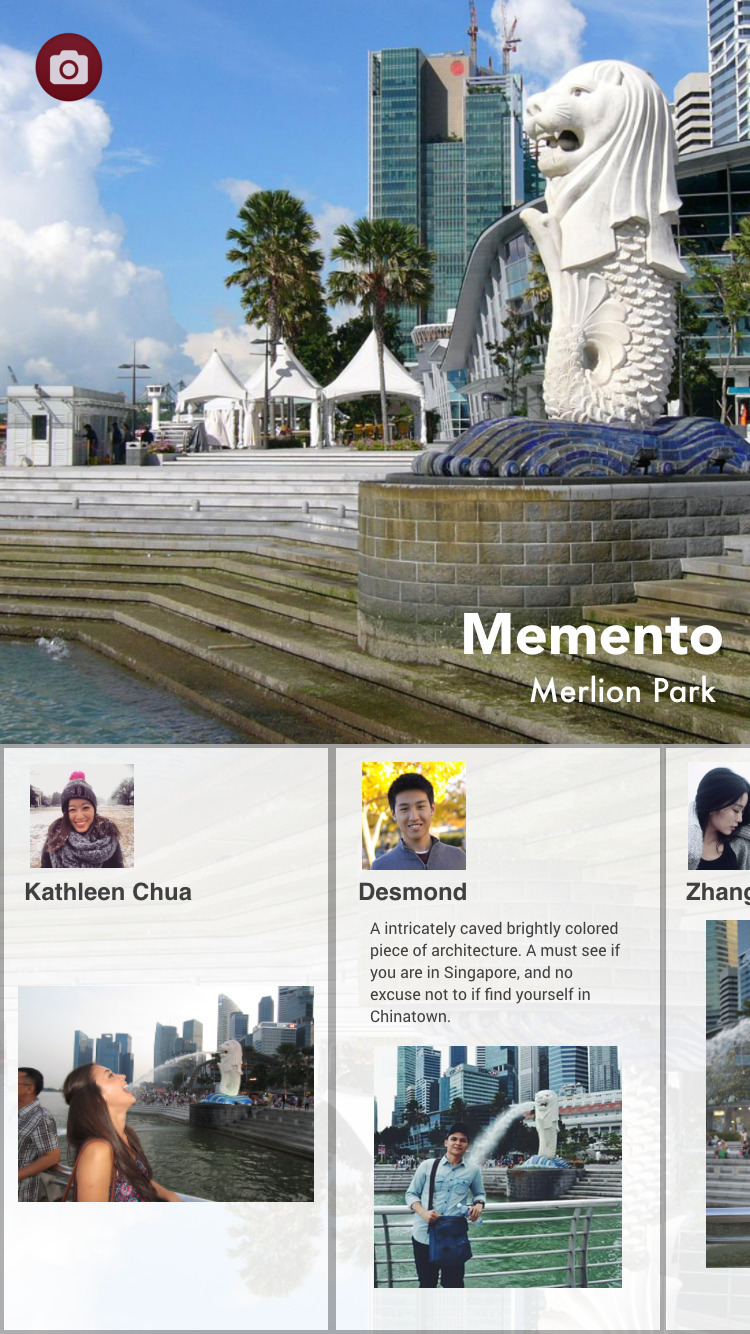 Memento
Merlion Park
Kathleen Chua
Desmond
A intricately caved brightly colored
piece of architecture. A must see if
you are in Singapore, and no
excuse not to if find yourself in
Chinatown.
Zhang